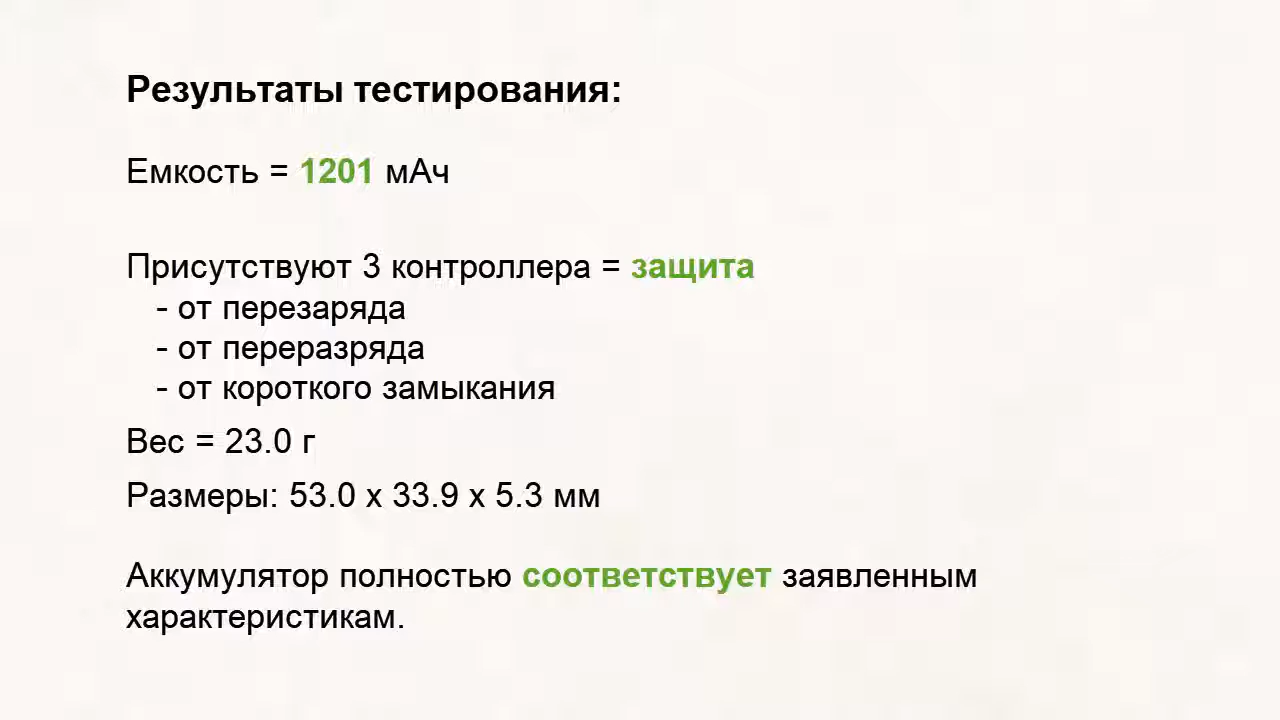 Результаты тестирования:
Емкость = 1201 мАч
Присутствуют 3 контроллера = защита
- от перезаряда
- от переразряда
- от короткого замыкания
Вес = 23.0 г
Размеры: 53.0 x 33.9 x 5.3 мм
Аккумулятор полностью соответствует заявленным
характеристикам.